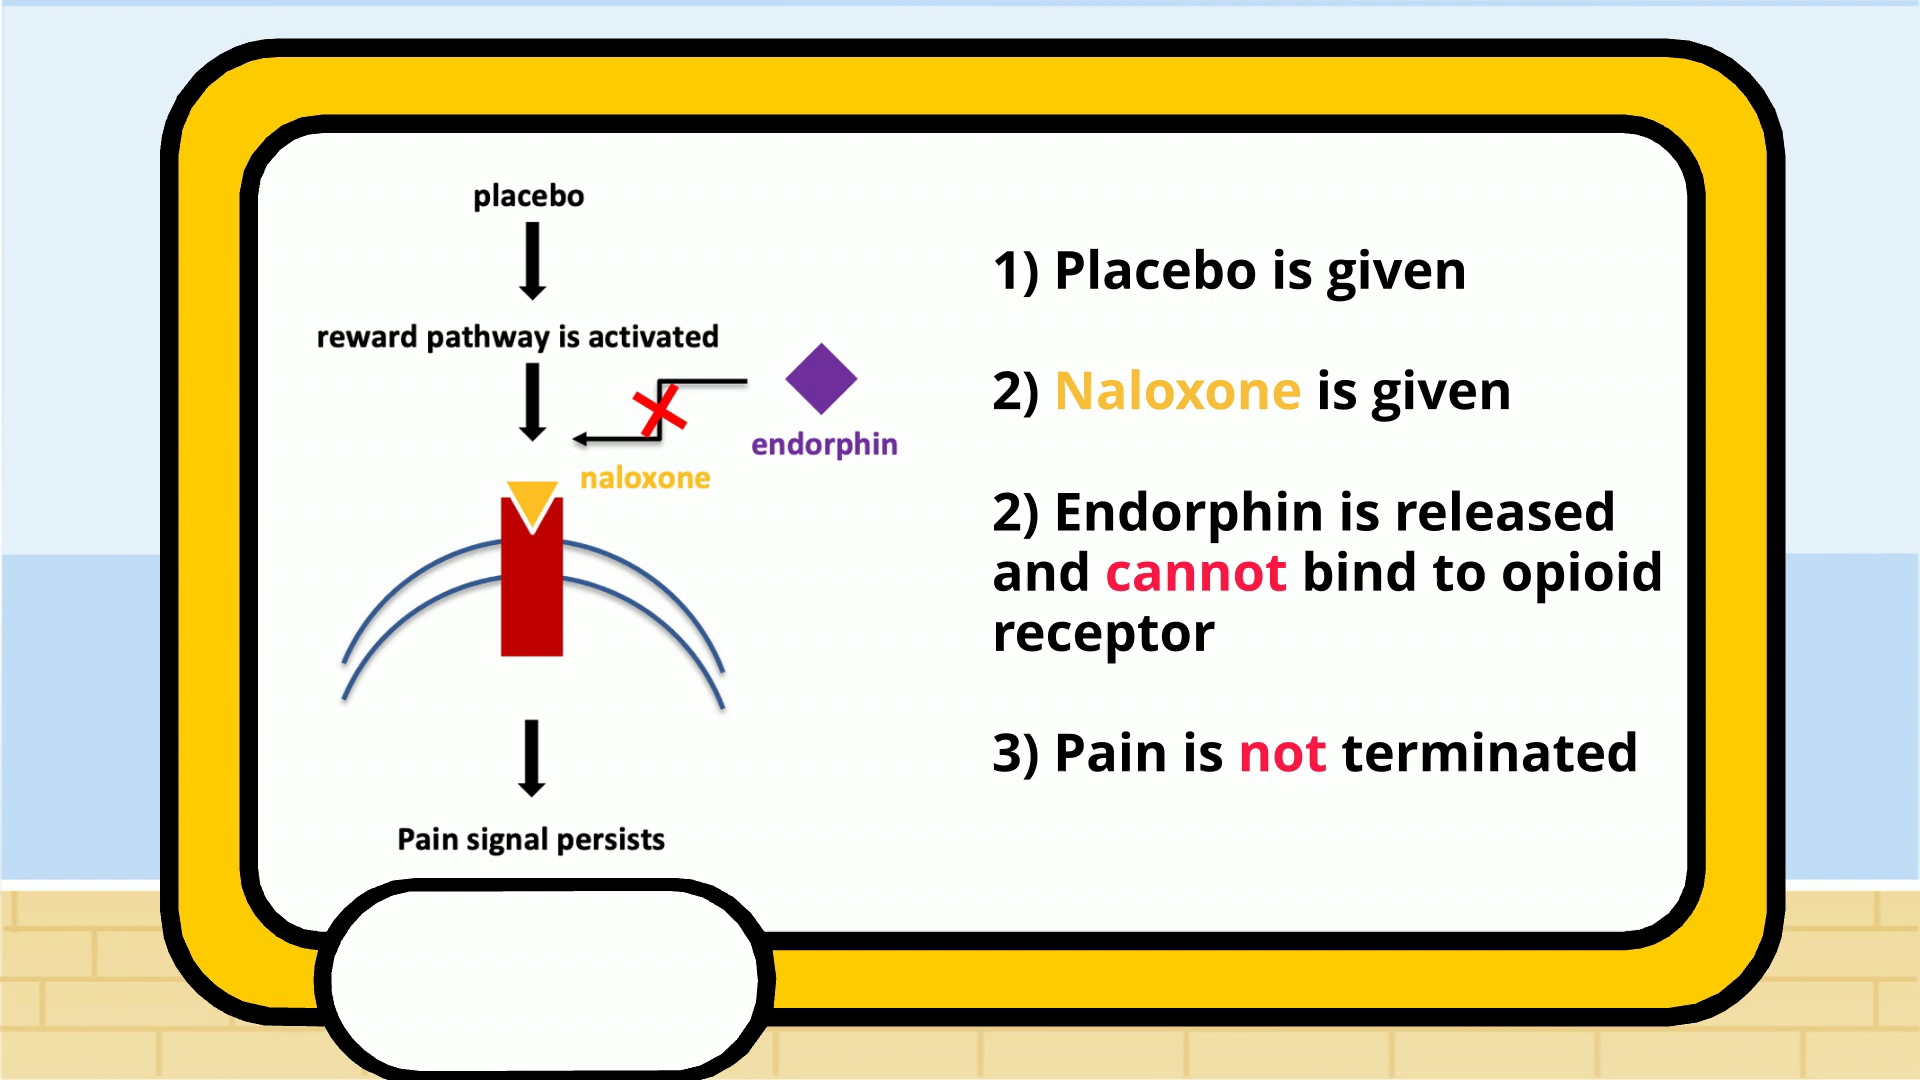 placebo
reward pathway is activated
endorphin
naloxone
Pain signal persists
1) Placebo is given
2) Naloxone is given
2) Endorphin is released
and cannot bind to opioid
receptor
3) Pain is not terminated